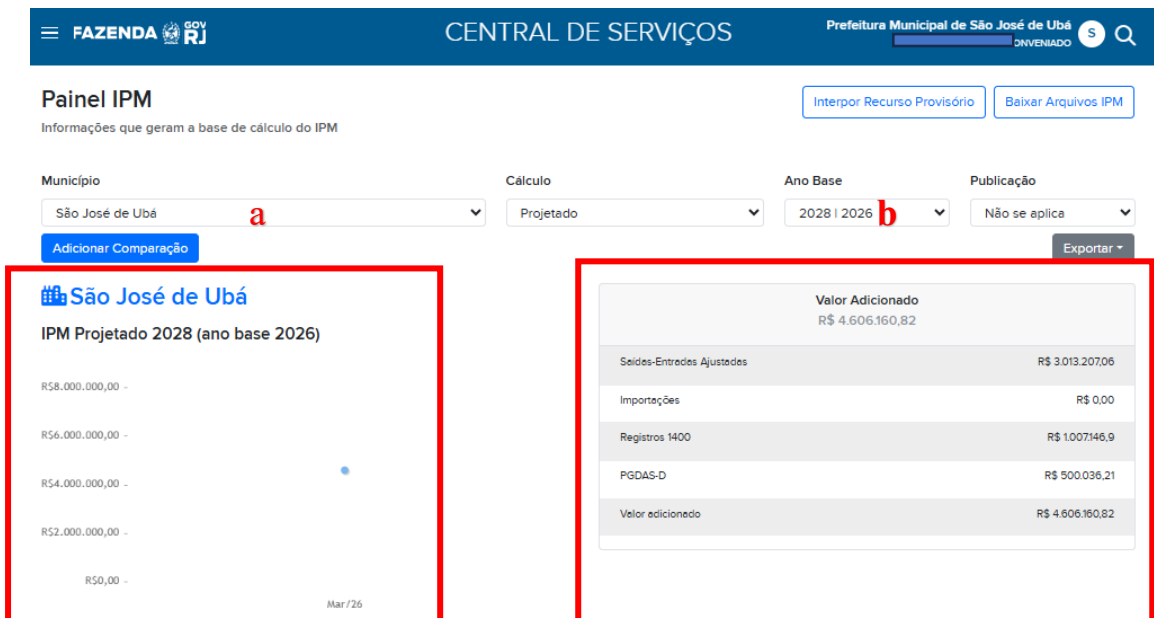 FAZENDA GOV RJ
CENTRAL DE SERVIÇOS
Prefeitura Municipal de São José de Ubá
ONVENIADO
S
Painel IPM
Interpor Recurso Provisório
Baixar Arquivos IPM
Informações que geram a base de cálculo do IPM
Município
Cálculo
Ano Base
Publicação
São José de Ubá
a
Projetado
2028 | 2026
b
Não se aplica
Adicionar Comparação
Exportar
São José de Ubá
IPM Projetado 2028 (ano base 2026)
R$8.000.000,00
R$6.000.000,00
R$4.000.000,00
R$2.000.000,00
R$0,00
Mar/26
Valor Adicionado
R$ 4.606.160,82
Saídas-Entradas Ajustadas R$ 3.013.207,06
Importações R$ 0,00
Registros 1400 R$ 1.007.146,9
PGDAS-D R$ 500.036,21
Valor adicionado R$ 4.606.160,82